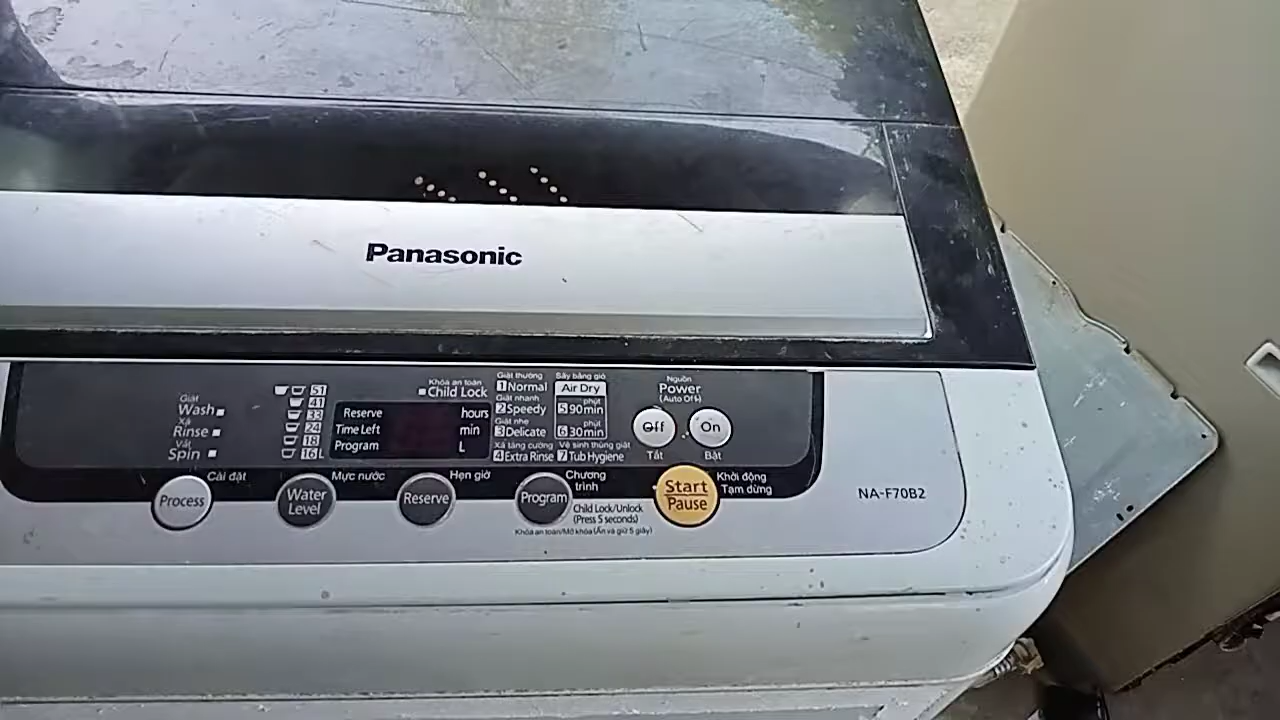 Panasonic
Giặt
Wash
Xả
Rinse
Vắt
Spin
51
41
33
24
18
16 L
Khóa an toàn
Child Lock
Reserve hours
Time Left min
Program L
Giặt thường
1 Normal
Giặt nhanh
2 Speedy
Giặt nhẹ
3 Delicate
Xả tăng cường
4 Extra Rinse
Sấy bằng gió
Air Dry
phút
5 90min
phút
6 30min
Vệ sinh thùng giặt
7 Tub Hygiene
Nguồn
Power
(Auto Off)
Off
Tắt
On
Bật
Cài đặt
Process
Mực nước
Water
Level
Hẹn giờ
Reserve
Chương
trình
Program
Child Lock/Unlock
(Press 5 seconds)
Khóa an toàn/Mở khóa (Ấn và giữ 5 giây)
Khởi động
Tạm dừng
Start
Pause
NA-F70B2